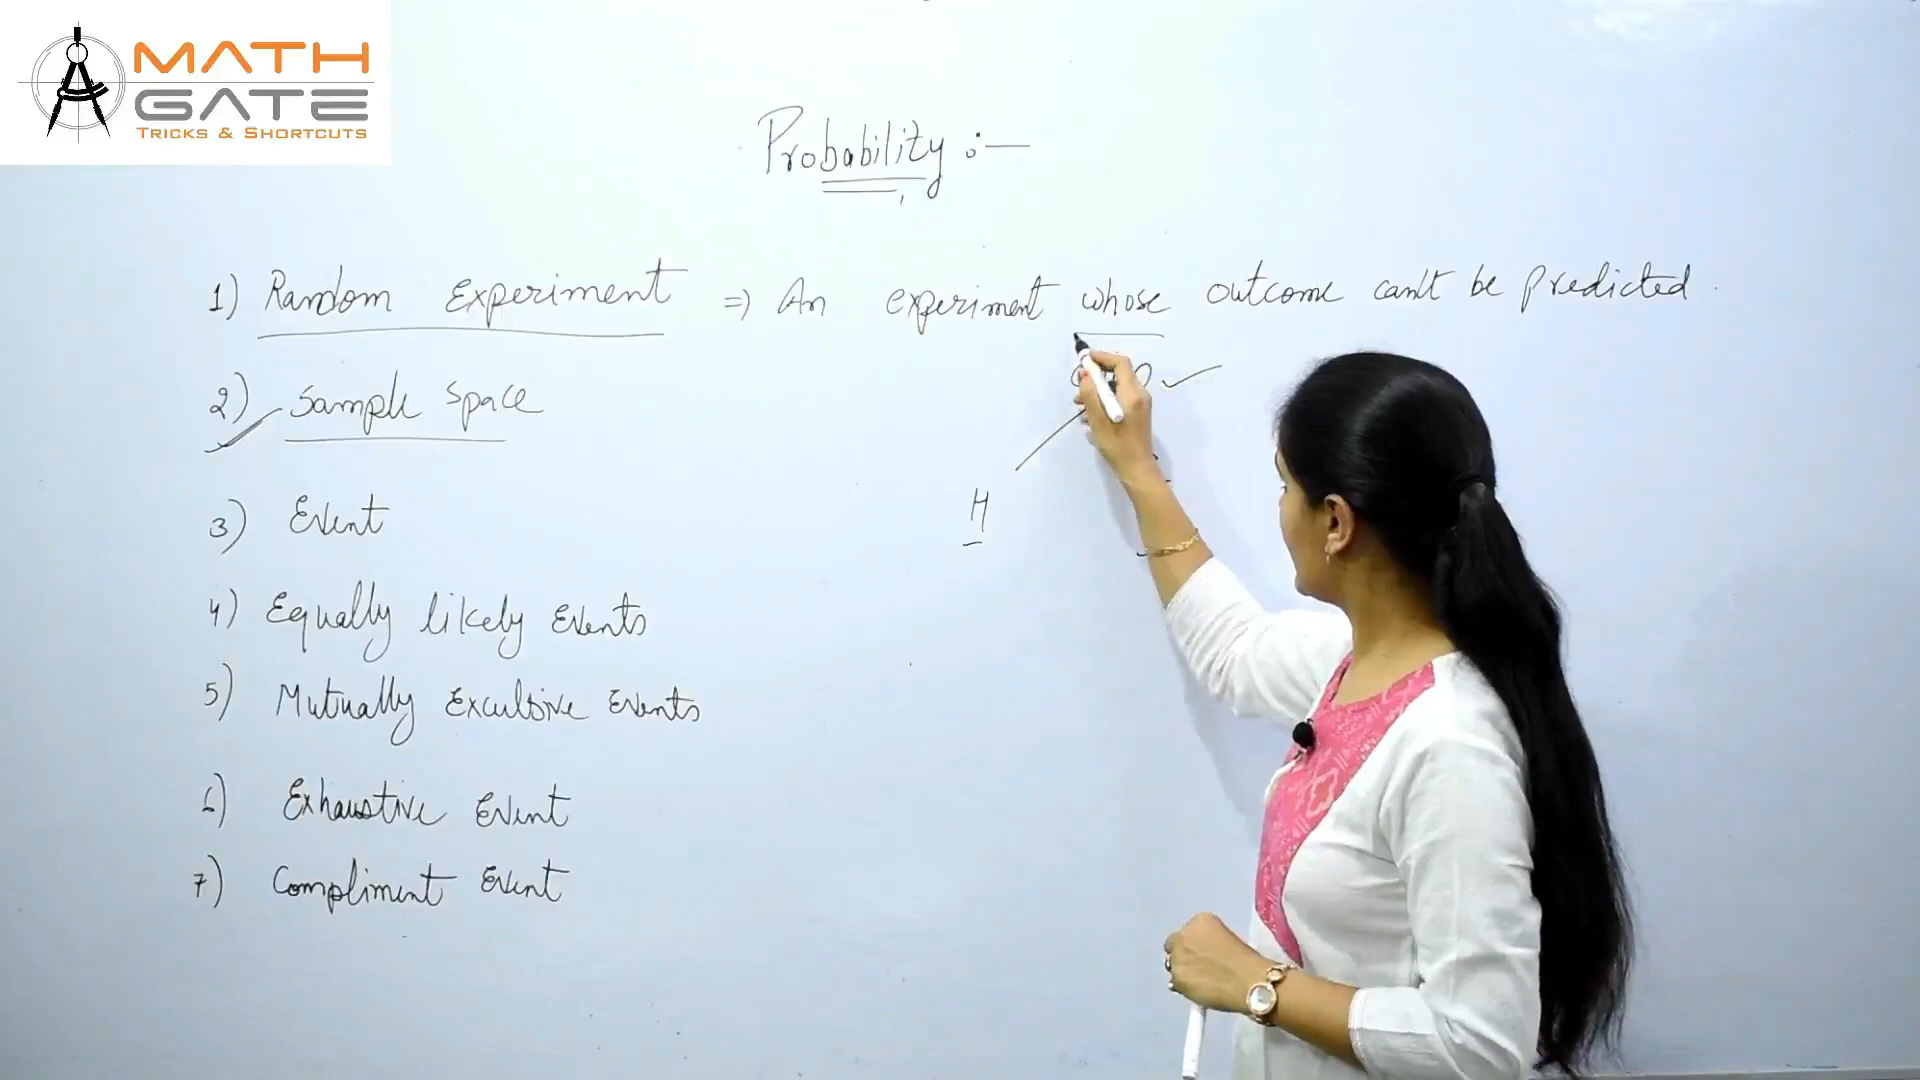 MATH
GATE
TRICKS & SHORTCUTS
Probability :—
1) Random Experiment => An experiment whose outcome can't be predicted.
2) Sample Space
H
3) Event
4) Equally likely Events
5) Mutually Exculsive Events
6) Exhaustive Event
7) Compliment Event